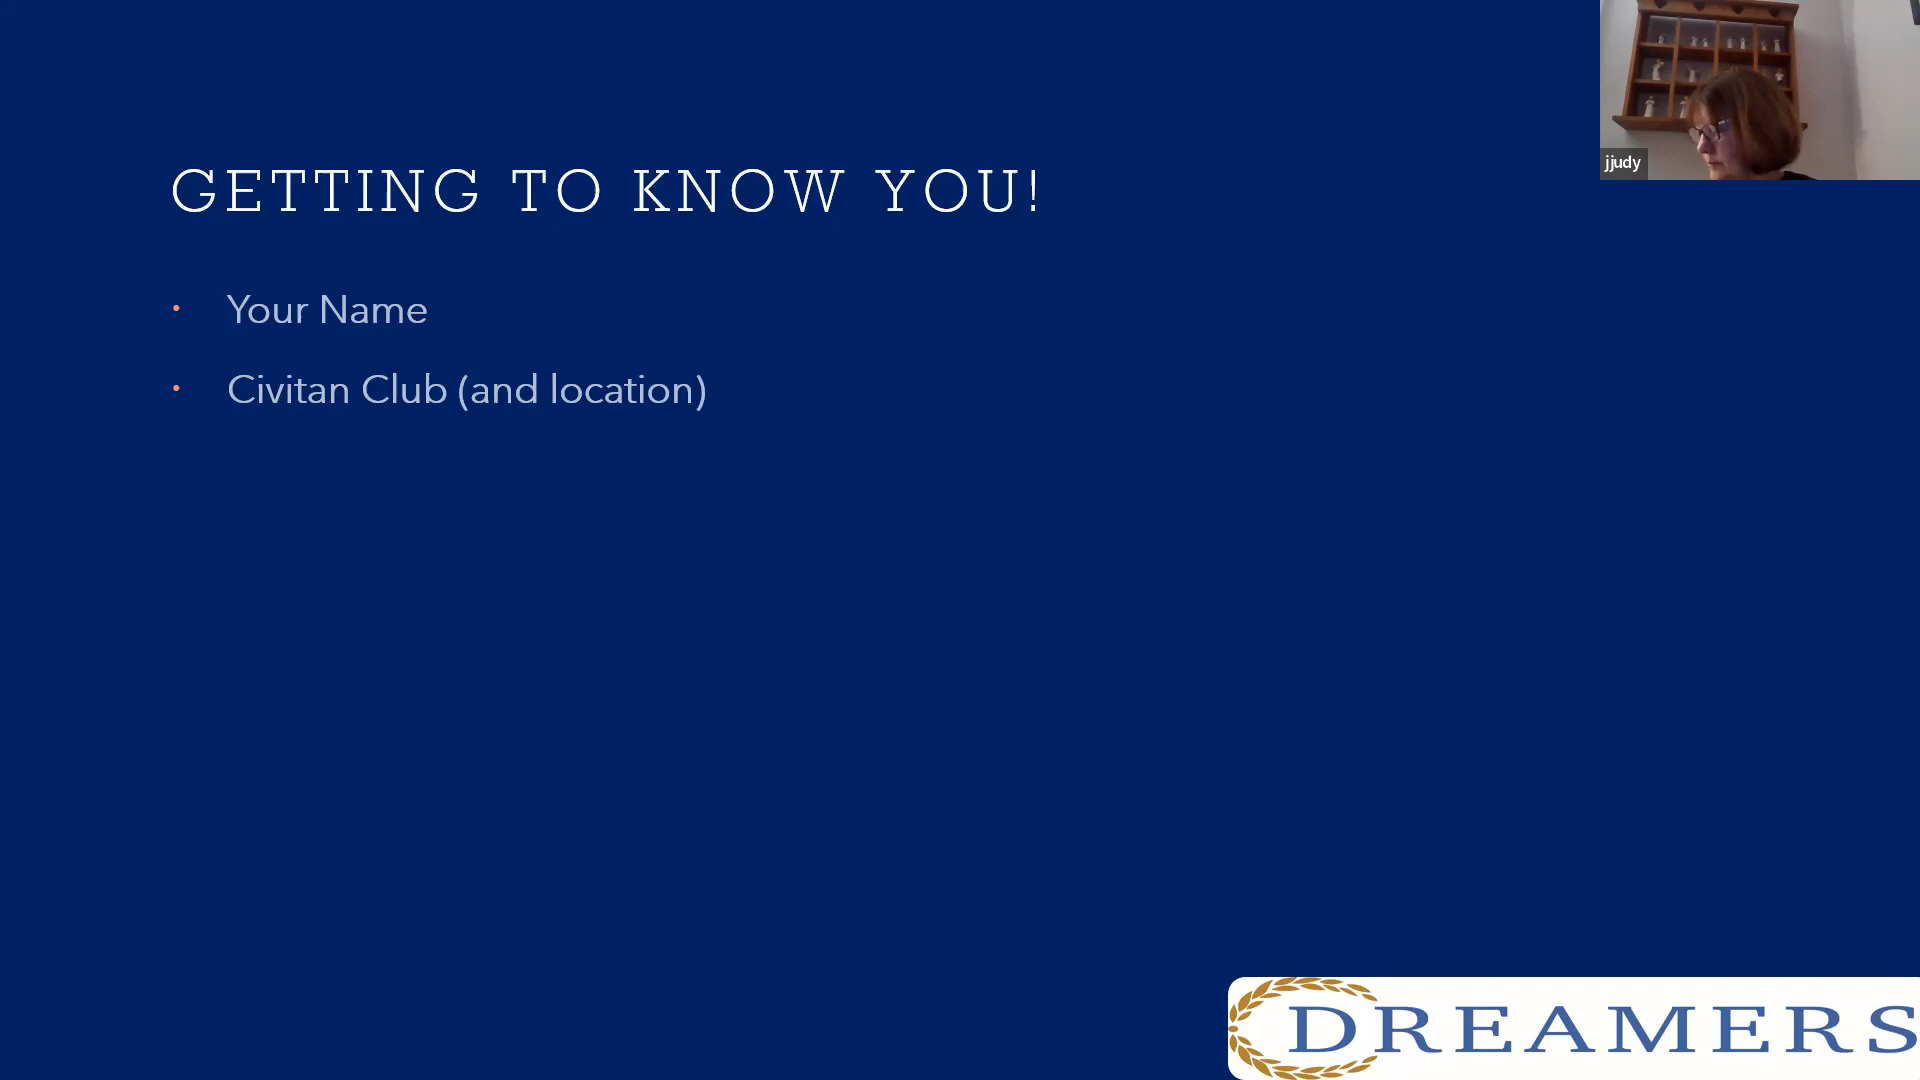 GETTING TO KNOW YOU!
• Your Name
• Civitan Club (and location)
jjudy
DREAMERS